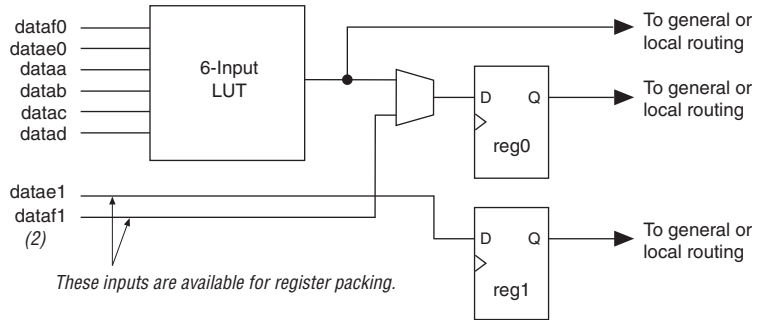 dataf0
datae0
dataa
datab
datac
datad
6-Input
LUT
To general or
local routing
D Q
reg0
To general or
local routing
datae1
dataf1
(2)
D Q
reg1
To general or
local routing
These inputs are available for register packing.